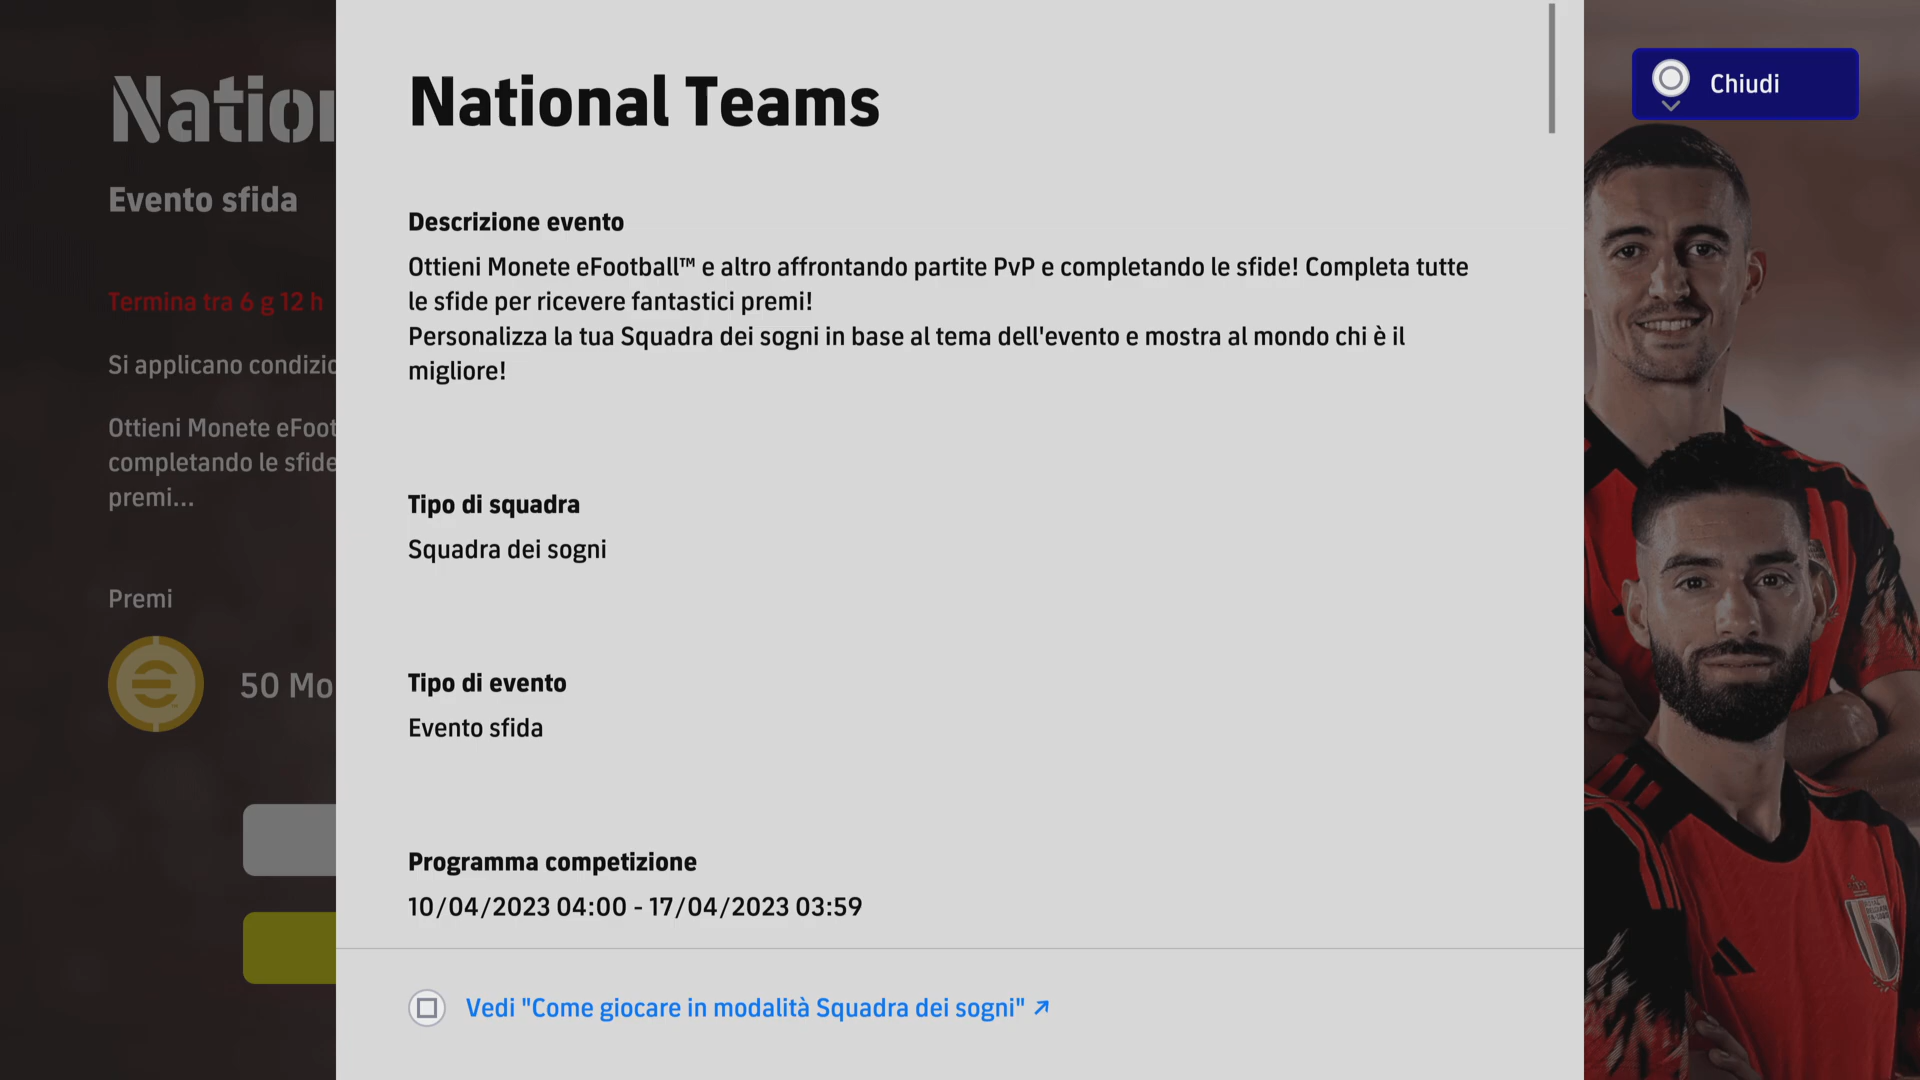 Nation
Evento sfida
Termina tra 6 g 12 h
Si applicano condizio
Ottieni Monete eFoot
completando le sfide
premi...
Premi
50 Mo
National Teams
Descrizione evento
Ottieni Monete eFootball™ e altro affrontando partite PvP e completando le sfide! Completa tutte
le sfide per ricevere fantastici premi!
Personalizza la tua Squadra dei sogni in base al tema dell'evento e mostra al mondo chi è il
migliore!
Tipo di squadra
Squadra dei sogni
Tipo di evento
Evento sfida
Programma competizione
10/04/2023 04:00 - 17/04/2023 03:59
Vedi "Come giocare in modalità Squadra dei sogni" ↗
Chiudi